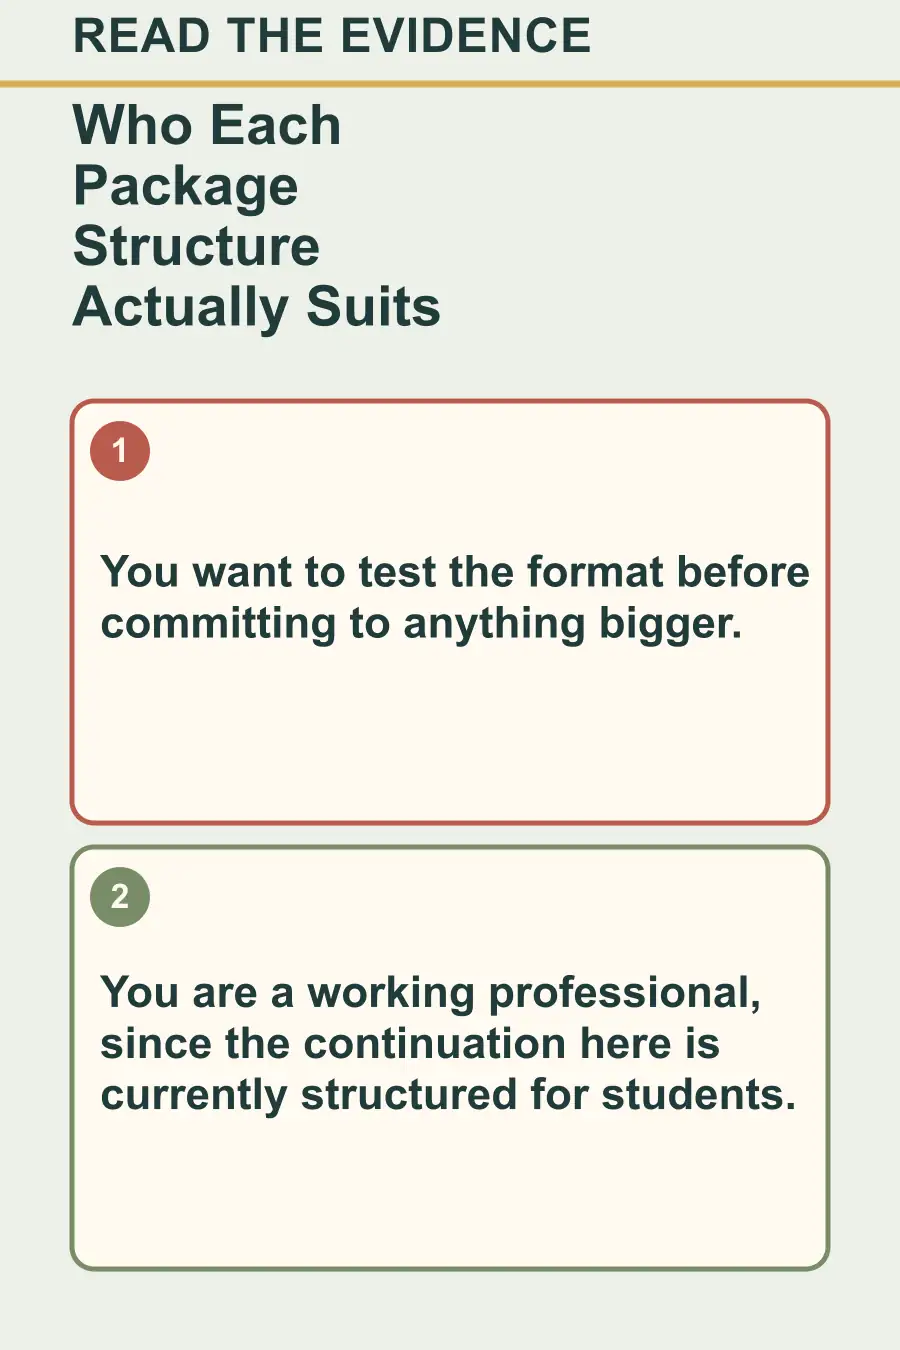 READ THE EVIDENCE
Who Each
Package
Structure
Actually Suits
1
You want to test the format before
committing to anything bigger.
2
You are a working professional,
since the continuation here is
currently structured for students.